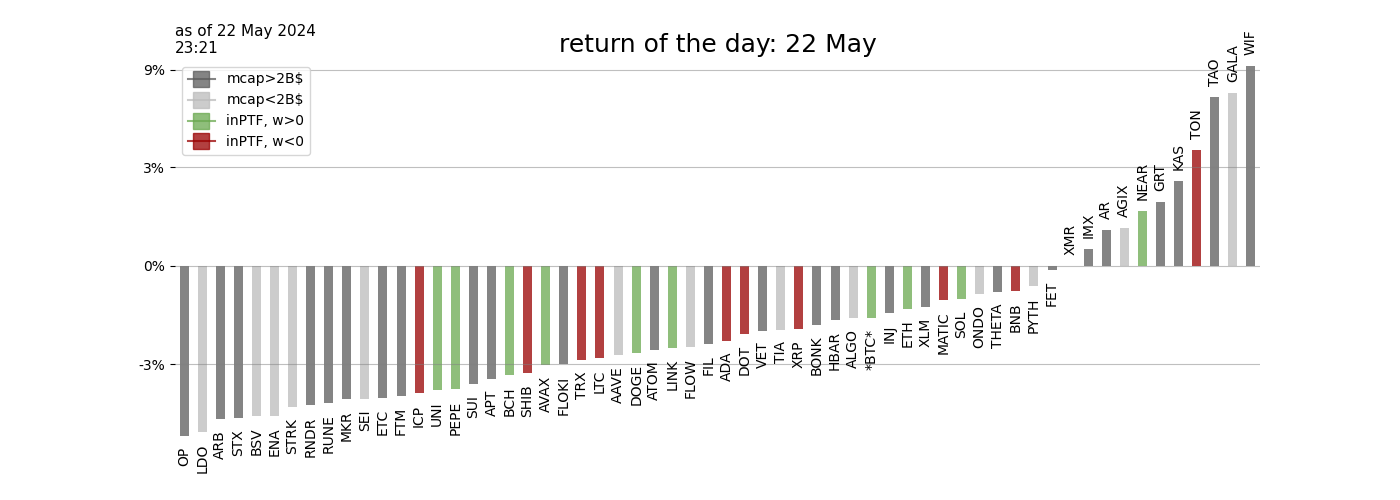 as of 22 May 2024
23:21
return of the day: 22 May
9%
3%
0%
-3%
mcap>2B$
mcap<2B$
inPTF, w>0
inPTF, w<0
OP
LDO
ARB
STX
BSV
ENA
STRK
RNDR
RUNE
MKR
SEI
ETC
FTM
ICP
UNI
PEPE
SUI
APT
BCH
SHIB
AVAX
FLOKI
TRX
LTC
AAVE
DOGE
ATOM
LINK
FLOW
FIL
ADA
DOT
VET
TIA
XRP
BONK
HBAR
ALGO
*BTC*
INJ
ETH
XLM
MATIC
SOL
ONDO
THETA
BNB
PYTH
FET
XMR
IMX
AR
AGIX
NEAR
GRT
KAS
TON
TAO
GALA
WIF